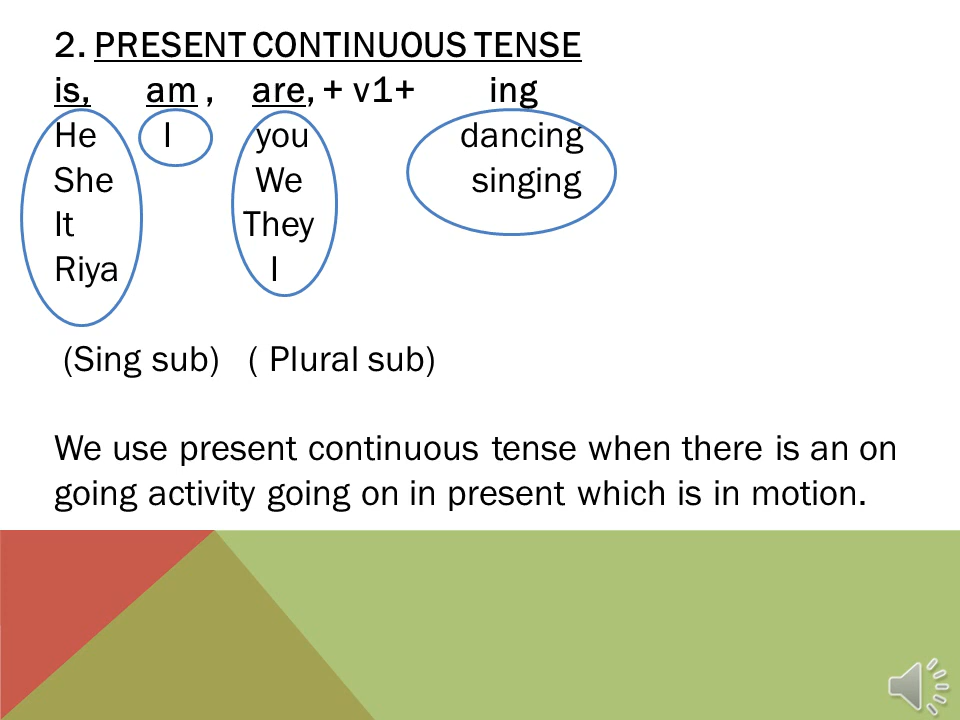 2. PRESENT CONTINUOUS TENSE
is, am , are, + v1+ ing
He I you dancing
She We singing
It They
Riya I
(Sing sub) ( Plural sub)
We use present continuous tense when there is an on
going activity going on in present which is in motion.